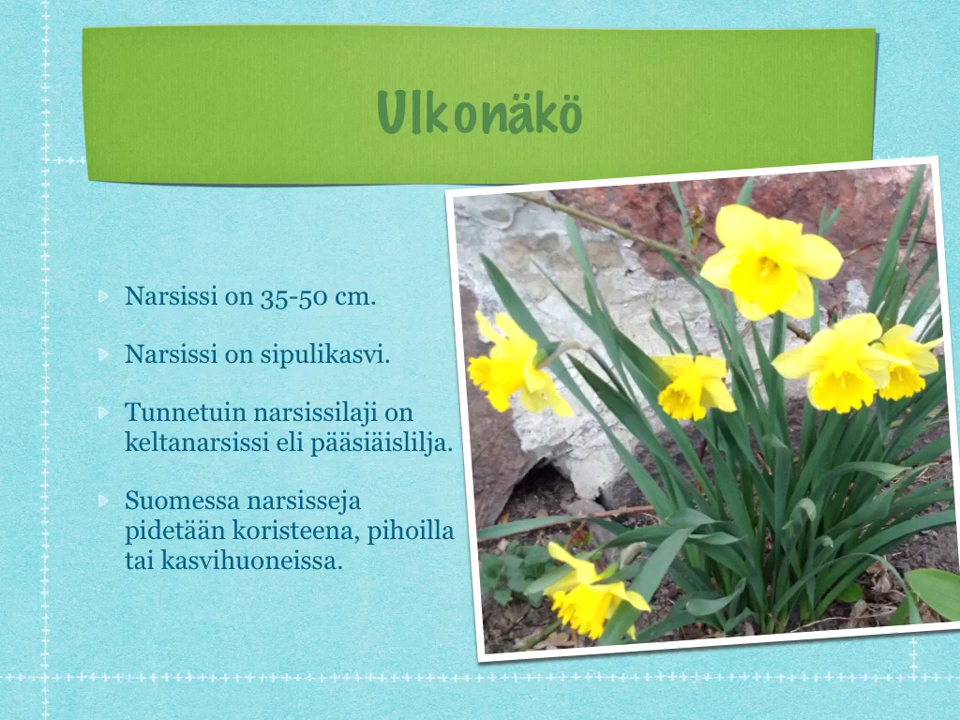 Ulkonäkö
Narsissi on 35-50 cm.
Narsissi on sipulikasvi.
Tunnetuin narsissilaji on
keltanarsissi eli pääsiäislilja.
Suomessa narsisseja
pidetään koristeena, pihoilla
tai kasvihuoneissa.